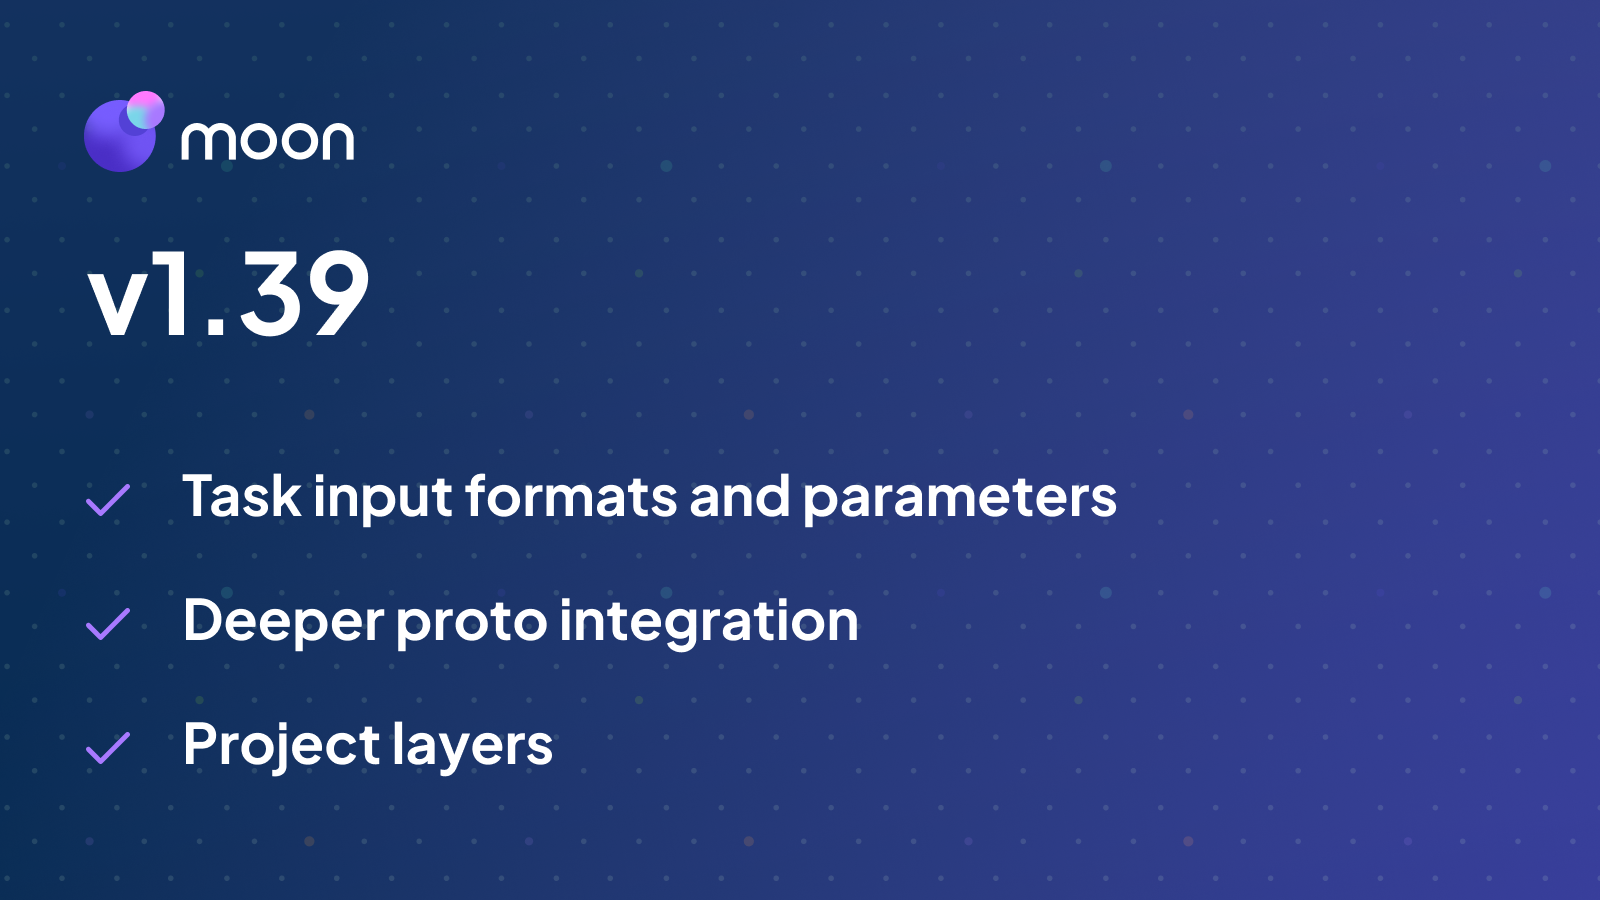 moon
v1.39
Task input formats and parameters
Deeper proto integration
Project layers